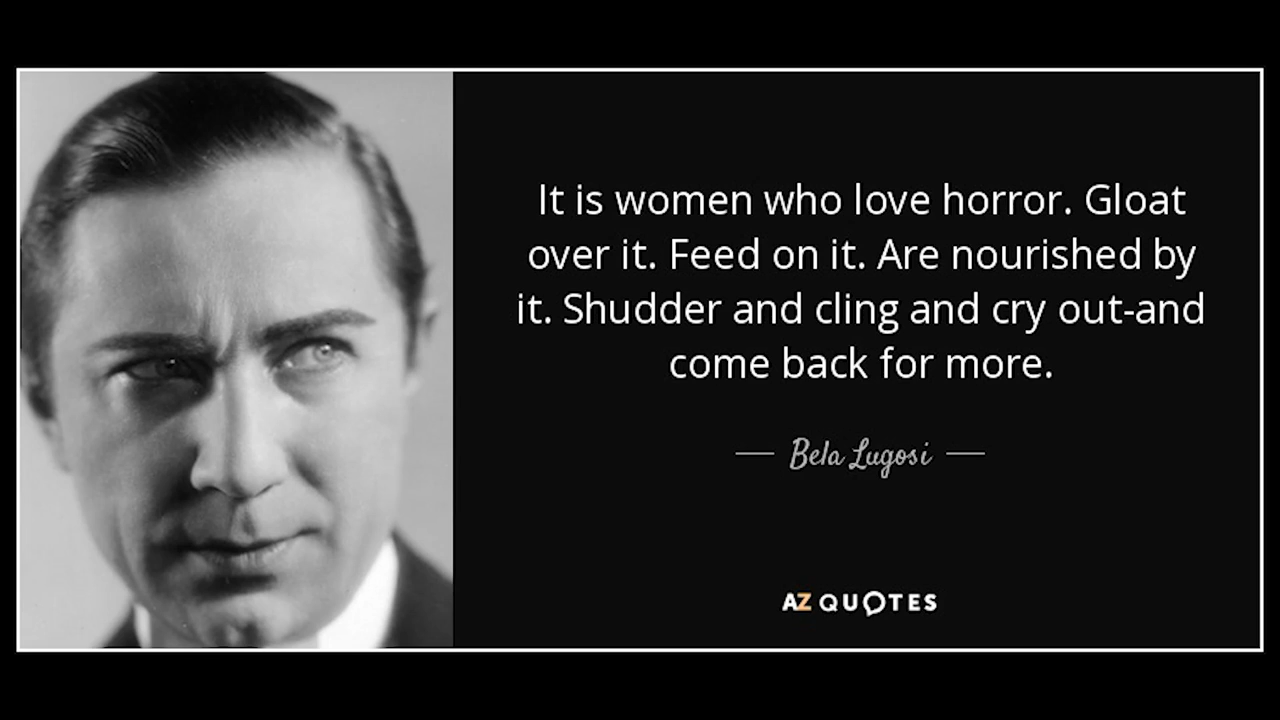 It is women who love horror. Gloat
over it. Feed on it. Are nourished by
it. Shudder and cling and cry out-and
come back for more.
Bela Lugosi
AZ QUOTES